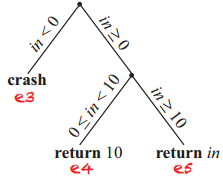 in < 0
in ≥ 0
crash
e3
0 ≤ in < 10
in ≥ 10
return 10
return in
e4
e5